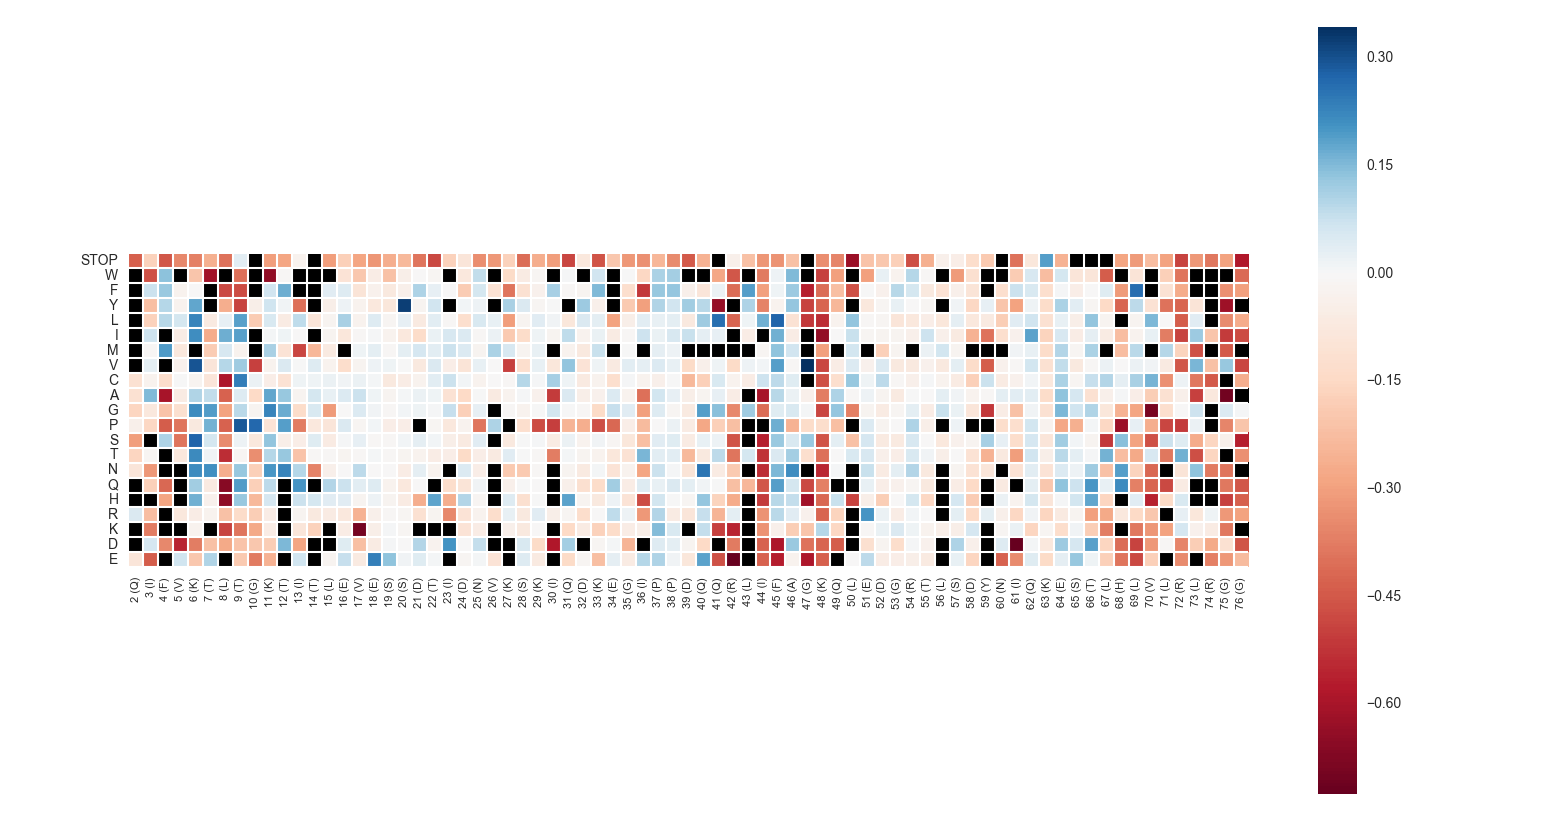 0.30
0.15
0.00
−0.15
−0.30
−0.45
−0.60
STOP
W
F
Y
L
I
M
V
C
A
G
P
S
T
N
Q
H
R
K
D
E
2 (Q)
3 (I)
4 (F)
5 (V)
6 (K)
7 (T)
8 (L)
9 (T)
10 (G)
11 (K)
12 (T)
13 (I)
14 (T)
15 (L)
16 (E)
17 (V)
18 (E)
19 (S)
20 (S)
21 (D)
22 (T)
23 (I)
24 (D)
25 (N)
26 (V)
27 (K)
28 (S)
29 (K)
30 (I)
31 (Q)
32 (D)
33 (K)
34 (E)
35 (G)
36 (I)
37 (P)
38 (P)
39 (D)
40 (Q)
41 (Q)
42 (R)
43 (L)
44 (I)
45 (F)
46 (A)
47 (G)
48 (K)
49 (Q)
50 (L)
51 (E)
52 (D)
53 (G)
54 (R)
55 (T)
56 (L)
57 (S)
58 (D)
59 (Y)
60 (N)
61 (I)
62 (Q)
63 (K)
64 (E)
65 (S)
66 (T)
67 (L)
68 (H)
69 (L)
70 (V)
71 (L)
72 (R)
73 (L)
74 (R)
75 (G)
76 (G)